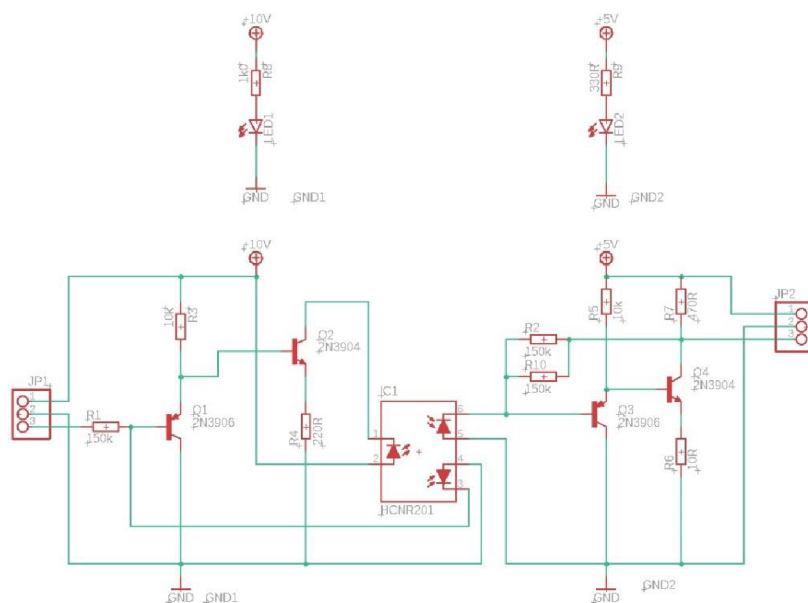 +10V
1k0
R8
LED1
GND
GND1
+5V
330R
R9
LED2
GND
GND2
+10V
10k
R3
Q2
2N3904
JP1
1
2
3
R1
150k
Q1
2N3906
R4
220R
IC1
1
2
6
5
4
3
HCNR201
GND
GND1
+5V
R5
10k
R7
470R
JP2
1
2
3
R2
150k
R10
150k
Q4
2N3904
Q3
2N3906
R6
10R
GND
GND2